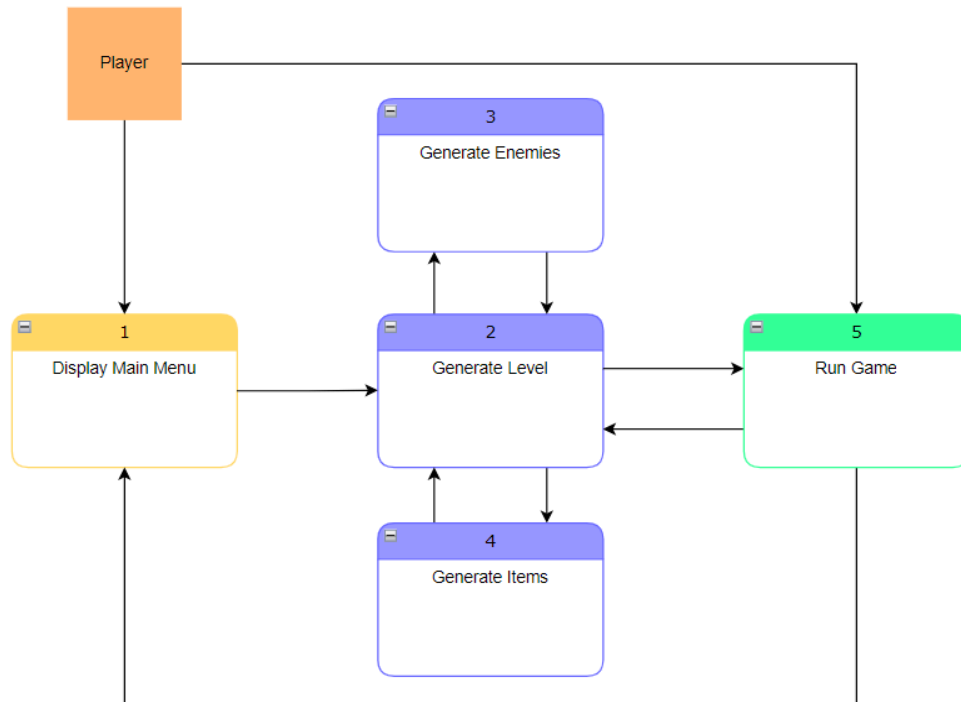 Player
3
Generate Enemies
1
Display Main Menu
2
Generate Level
5
Run Game
4
Generate Items